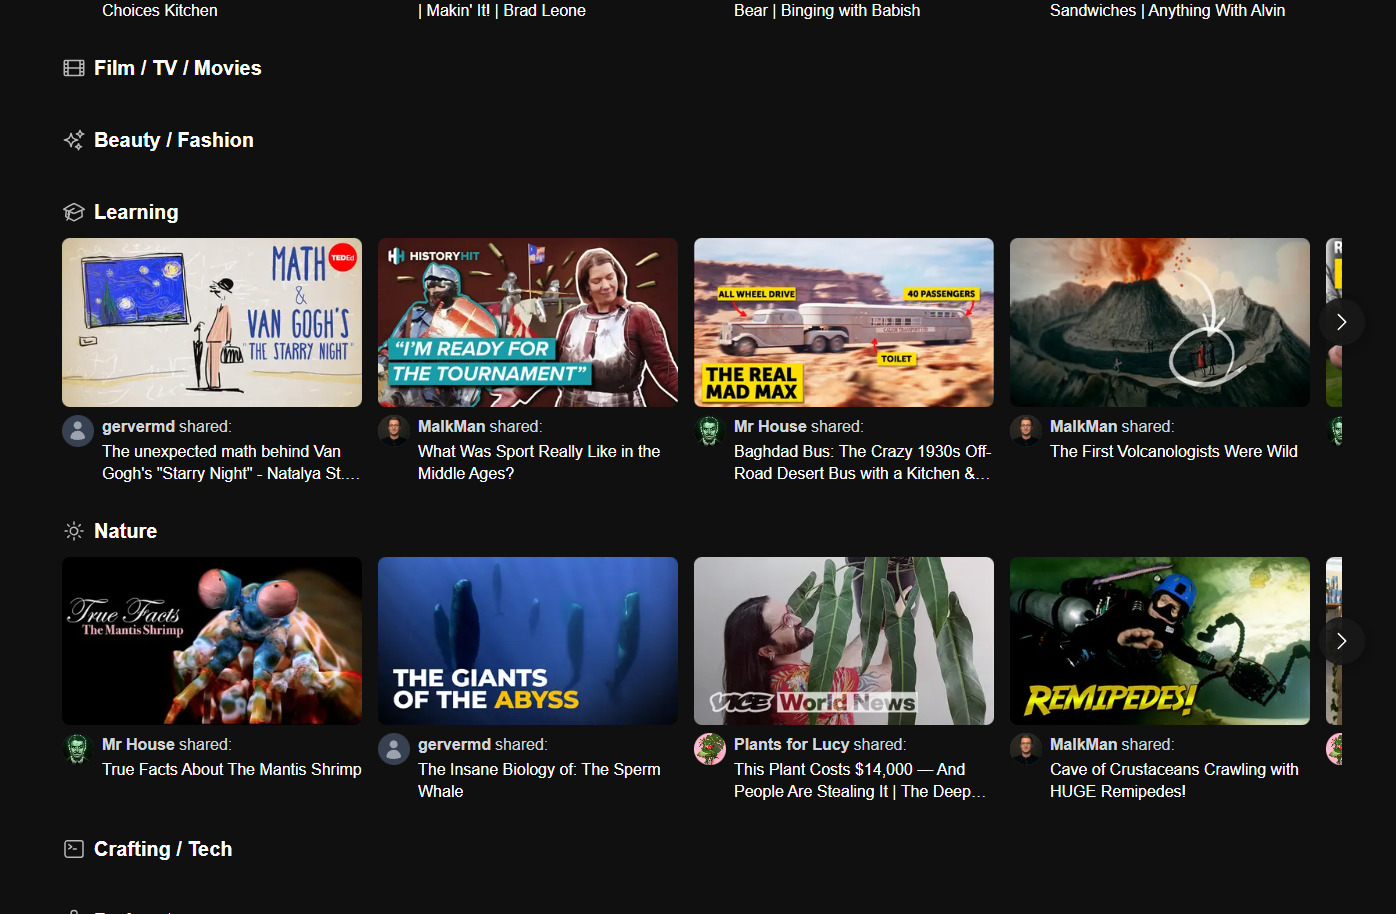 Choices Kitchen
| Makin' It! | Brad Leone
Bear | Binging with Babish
Sandwiches | Anything With Alvin
Film / TV / Movies
Beauty / Fashion
Learning
MATH
&
VAN GOGH'S
"THE STARRY NIGHT"
TEDEd
HISTORYHIT
"I'M READY FOR
THE TOURNAMENT"
ALL WHEEL DRIVE
40 PASSENGERS
TOILET
THE REAL
MAD MAX
R
gervermd shared:
The unexpected math behind Van
Gogh's "Starry Night" - Natalya St....
MalkMan shared:
What Was Sport Really Like in the
Middle Ages?
Mr House shared:
Baghdad Bus: The Crazy 1930s Off-
Road Desert Bus with a Kitchen &...
MalkMan shared:
The First Volcanologists Were Wild
Nature
True Facts
The Mantis Shrimp
THE GIANTS
OF THE ABYSS
VICE World News
REMIPEDES!
Mr House shared:
True Facts About The Mantis Shrimp
gervermd shared:
The Insane Biology of: The Sperm
Whale
Plants for Lucy shared:
This Plant Costs $14,000 — And
People Are Stealing It | The Deep...
MalkMan shared:
Cave of Crustaceans Crawling with
HUGE Remipedes!
Crafting / Tech